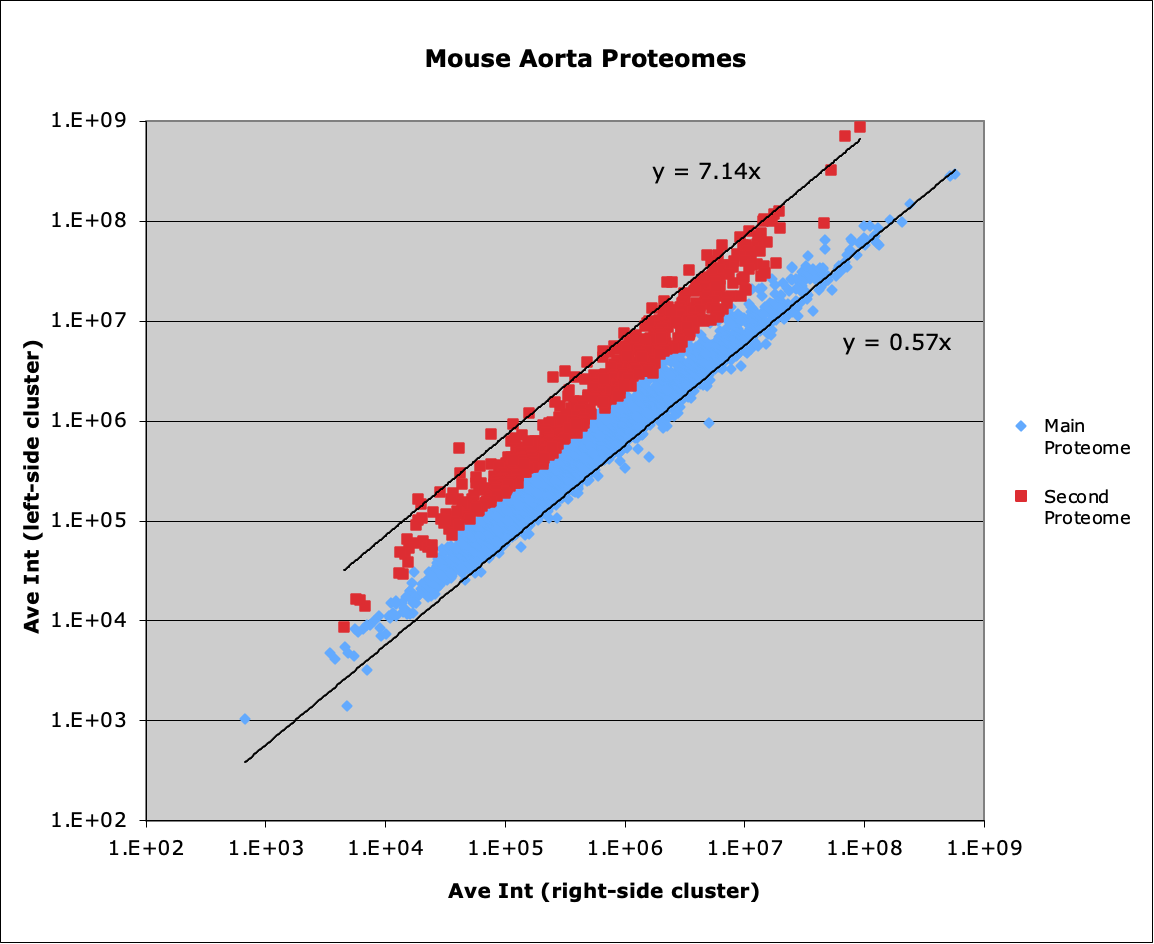 Mouse Aorta Proteomes
1.E+09
1.E+08
1.E+07
1.E+06
1.E+05
1.E+04
1.E+03
1.E+02
Ave Int (left-side cluster)
y = 7.14x
y = 0.57x
Main
Proteome
Second
Proteome
1.E+02 1.E+03 1.E+04 1.E+05 1.E+06 1.E+07 1.E+08 1.E+09
Ave Int (right-side cluster)